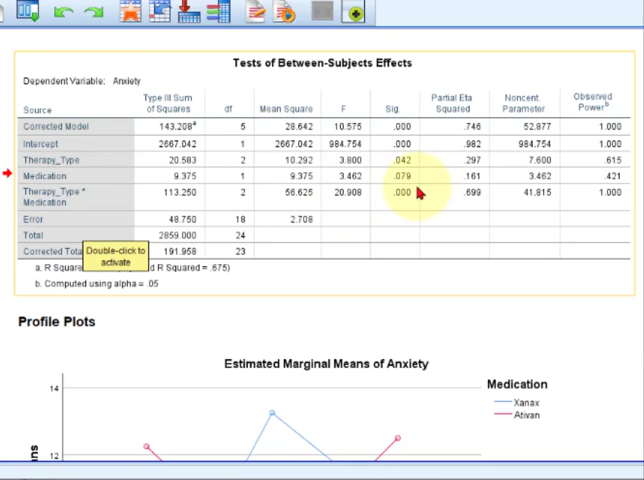 Tests of Between-Subjects Effects
Dependent Variable: Anxiety
Source Type III Sum of Squares df Mean Square F Sig. Partial Eta Squared Noncent. Parameter Observed Powerᵇ
Corrected Model 143.208ᵃ 5 28.642 10.575 .000 .746 52.877 1.000
Intercept 2667.042 1 2667.042 984.754 .000 .982 984.754 1.000
Therapy_Type 20.583 2 10.292 3.800 .042 .297 7.600 .615
Medication 9.375 1 9.375 3.462 .079 .161 3.462 .421
Therapy_Type * Medication 113.250 2 56.625 20.908 .000 .699 41.815 1.000
Error 48.750 18 2.708
Total 2859.000 24
Corrected Tota 191.958 23
Double-click to
activate
a. R Square d R Squared = .675)
b. Computed using alpha = .05
Profile Plots
Estimated Marginal Means of Anxiety
Medication
Xanax
Ativan
14
12
ns